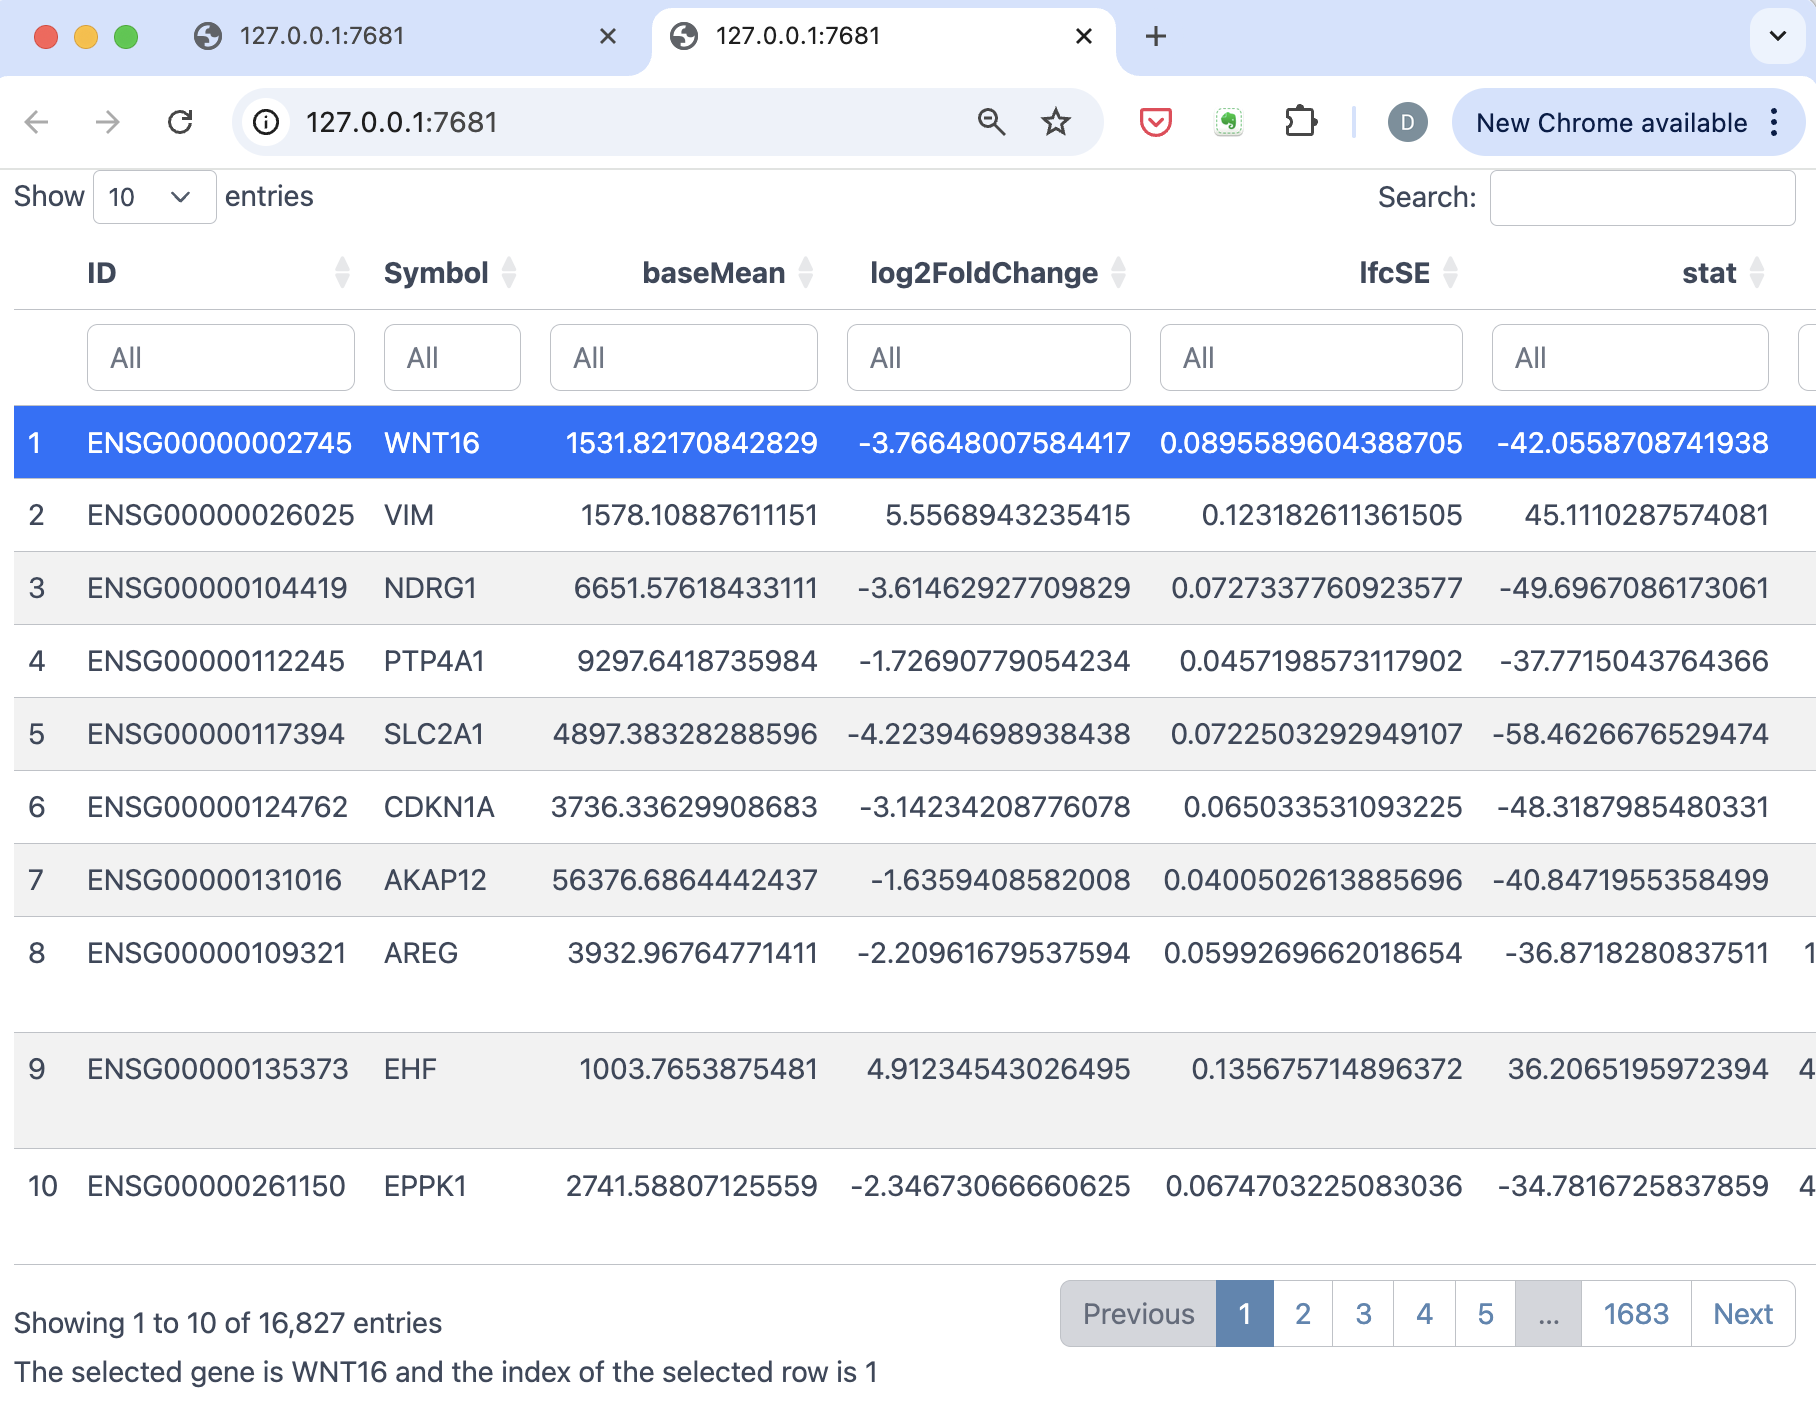 127.0.0.1:7681
127.0.0.1:7681
127.0.0.1:7681
D
New Chrome available
Show 10 entries
Search:
ID Symbol baseMean log2FoldChange lfcSE stat
All All All All All All
1 ENSG00000002745 WNT16 1531.82170842829 -3.76648007584417 0.0895589604388705 -42.0558708741938
2 ENSG00000026025 VIM 1578.10887611151 5.5568943235415 0.123182611361505 45.1110287574081
3 ENSG00000104419 NDRG1 6651.57618433111 -3.61462927709829 0.0727337760923577 -49.6967086173061
4 ENSG00000112245 PTP4A1 9297.6418735984 -1.72690779054234 0.0457198573117902 -37.7715043764366
5 ENSG00000117394 SLC2A1 4897.38328288596 -4.22394698938438 0.0722503292949107 -58.4626676529474
6 ENSG00000124762 CDKN1A 3736.33629908683 -3.14234208776078 0.065033531093225 -48.3187985480331
7 ENSG00000131016 AKAP12 56376.6864442437 -1.6359408582008 0.0400502613885696 -40.8471955358499
8 ENSG00000109321 AREG 3932.96764771411 -2.20961679537594 0.0599269662018654 -36.8718280837511 1
9 ENSG00000135373 EHF 1003.7653875481 4.91234543026495 0.135675714896372 36.2065195972394 4
10 ENSG00000261150 EPPK1 2741.58807125559 -2.34673066660625 0.0674703225083036 -34.7816725837859 4
Previous 1 2 3 4 5 ... 1683 Next
Showing 1 to 10 of 16,827 entries
The selected gene is WNT16 and the index of the selected row is 1